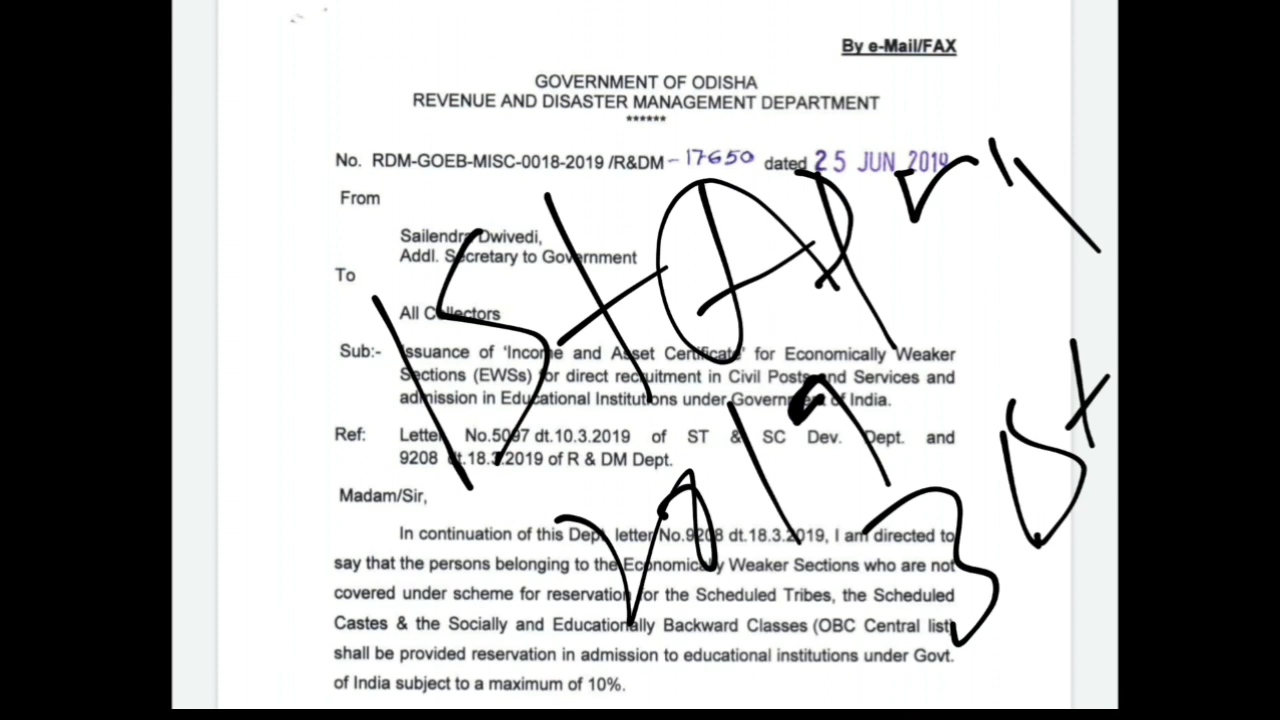 By e-Mail/FAX
GOVERNMENT OF ODISHA
REVENUE AND DISASTER MANAGEMENT DEPARTMENT
******
No. RDM-GOEB-MISC-0018-2019 /R&DM - 17650 dated 25 JUN 2019
From
Sailendra Dwivedi,
Addl. Secretary to Government
To
All Collectors
Sub:- Issuance of 'Income and Asset Certificate' for Economically Weaker
Sections (EWSs) for direct recruitment in Civil Posts and Services and
admission in Educational Institutions under Government of India.
Ref: Letter No.5097 dt.10.3.2019 of ST & SC Dev. Dept. and
9208 dt.18.3.2019 of R & DM Dept.
Madam/Sir,
In continuation of this Dept. letter No.9208 dt.18.3.2019, I am directed to
say that the persons belonging to the Economically Weaker Sections who are not
covered under scheme for reservation for the Scheduled Tribes, the Scheduled
Castes & the Socially and Educationally Backward Classes (OBC Central list)
shall be provided reservation in admission to educational institutions under Govt.
of India subject to a maximum of 10%.
1st April
2019